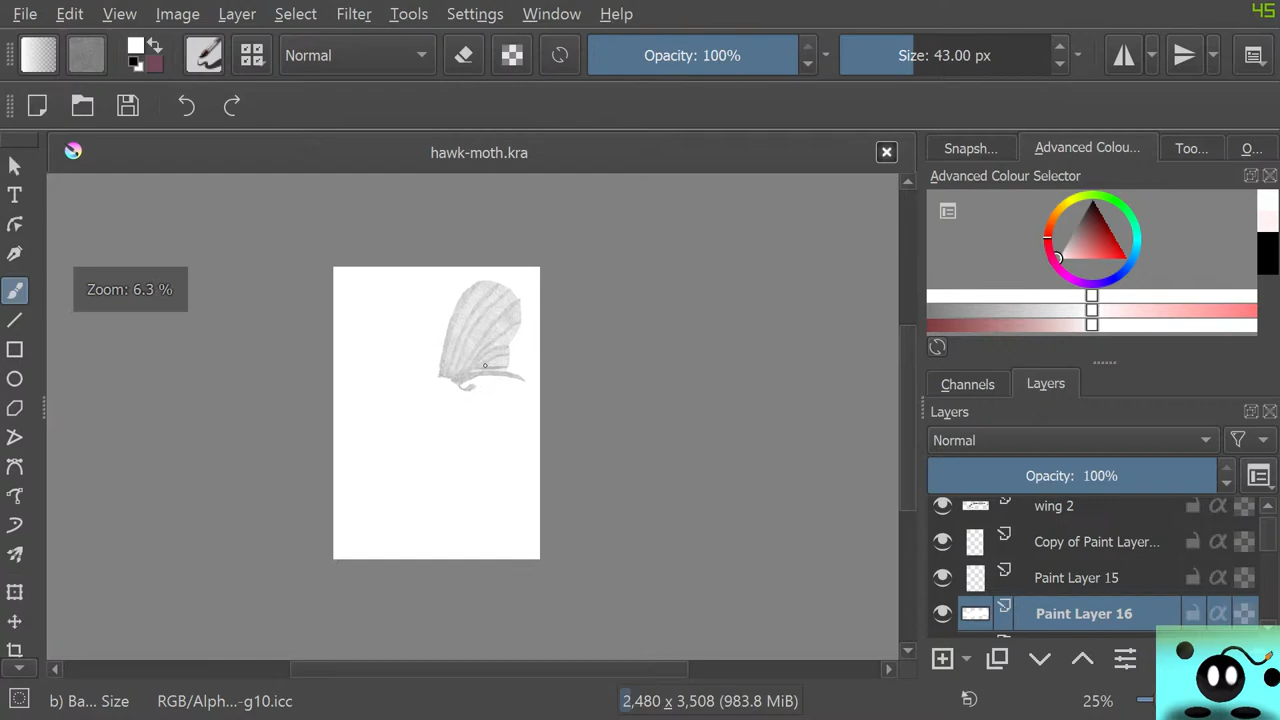 File Edit View Image Layer Select Filter Tools Settings Window Help
45
Normal
Opacity: 100%
Size: 43.00 px
hawk-moth.kra
Snapsh...
Advanced Colou...
Too...
O...
Advanced Colour Selector
Zoom: 6.3 %
Channels
Layers
Layers
Normal
Opacity: 100%
wing 2
Copy of Paint Layer...
Paint Layer 15
Paint Layer 16
b) Ba... Size
RGB/Alph...-g10.icc
2,480 x 3,508 (983.8 MiB)
25%